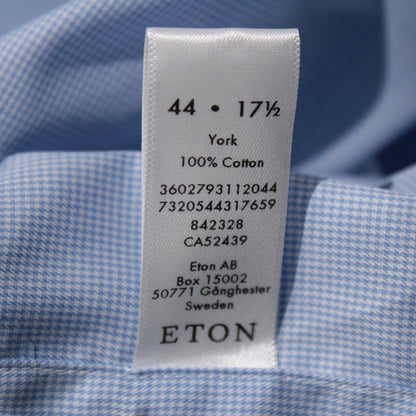 44 • 17½
York
100% Cotton
3602793112044
7320544317659
842328
CA52439
Eton AB
Box 15002
50771 Gånghester
Sweden
ETON